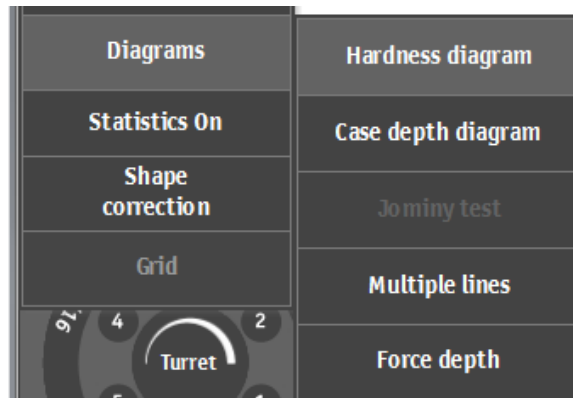 Diagrams
Statistics On
Shape
correction
Grid
Hardness diagram
Case depth diagram
Jominy test
Multiple lines
Force depth
16
4
2
Turret